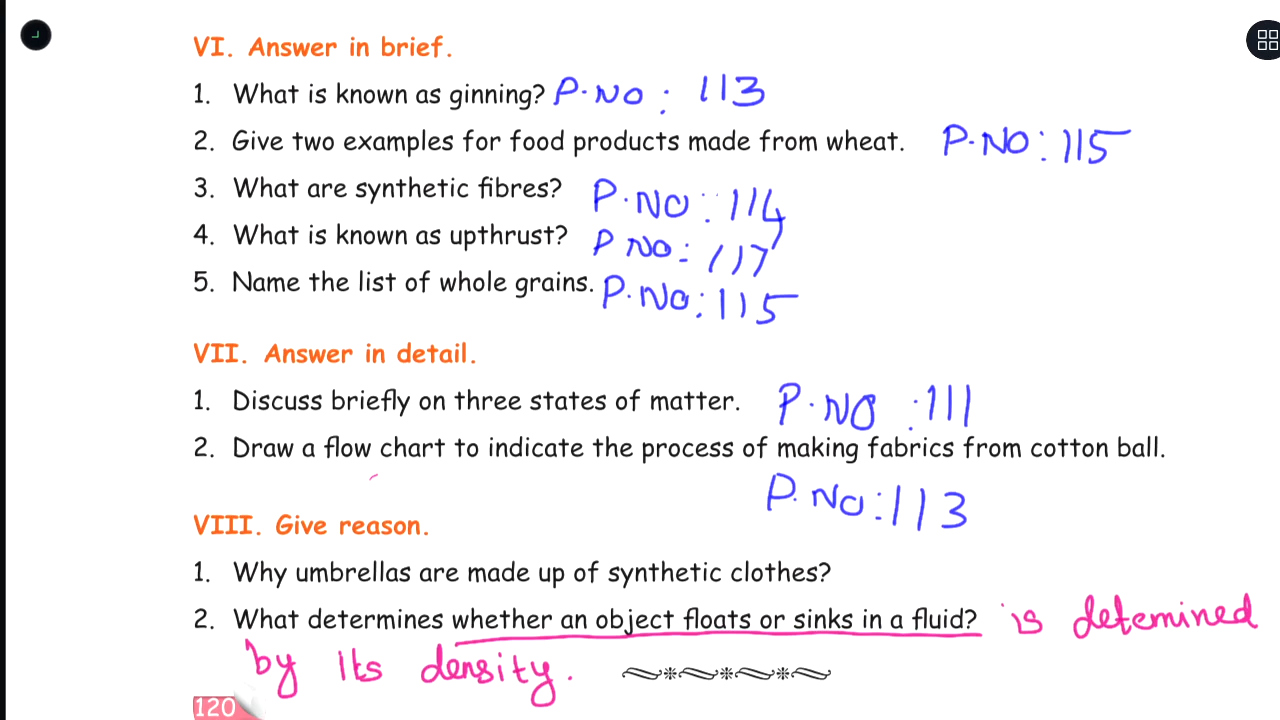 VI. Answer in brief.
1. What is known as ginning? P.NO : 113
2. Give two examples for food products made from wheat. P.NO : 115
3. What are synthetic fibres? P.NO : 114
4. What is known as upthrust? P NO : 117
5. Name the list of whole grains. P.No : 115
VII. Answer in detail.
1. Discuss briefly on three states of matter. P.NO : 111
2. Draw a flow chart to indicate the process of making fabrics from cotton ball.
P.No : 113
VIII. Give reason.
1. Why umbrellas are made up of synthetic clothes?
2. What determines whether an object floats or sinks in a fluid? is detemined
by its density.
120